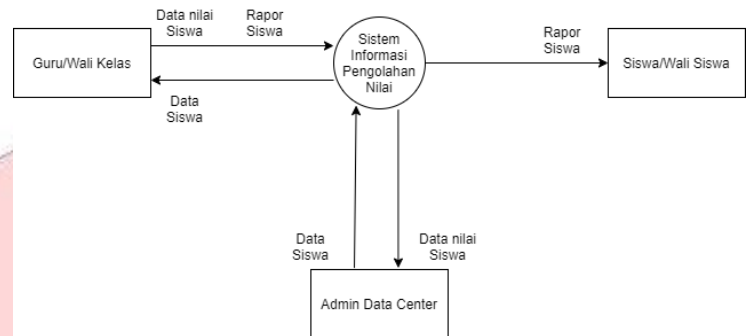 Data nilai
Siswa
Rapor
Siswa
Guru/Wali Kelas
Data
Siswa
Sistem
Informasi
Pengolahan
Nilai
Rapor
Siswa
Siswa/Wali Siswa
Data
Siswa
Data nilai
Siswa
Admin Data Center